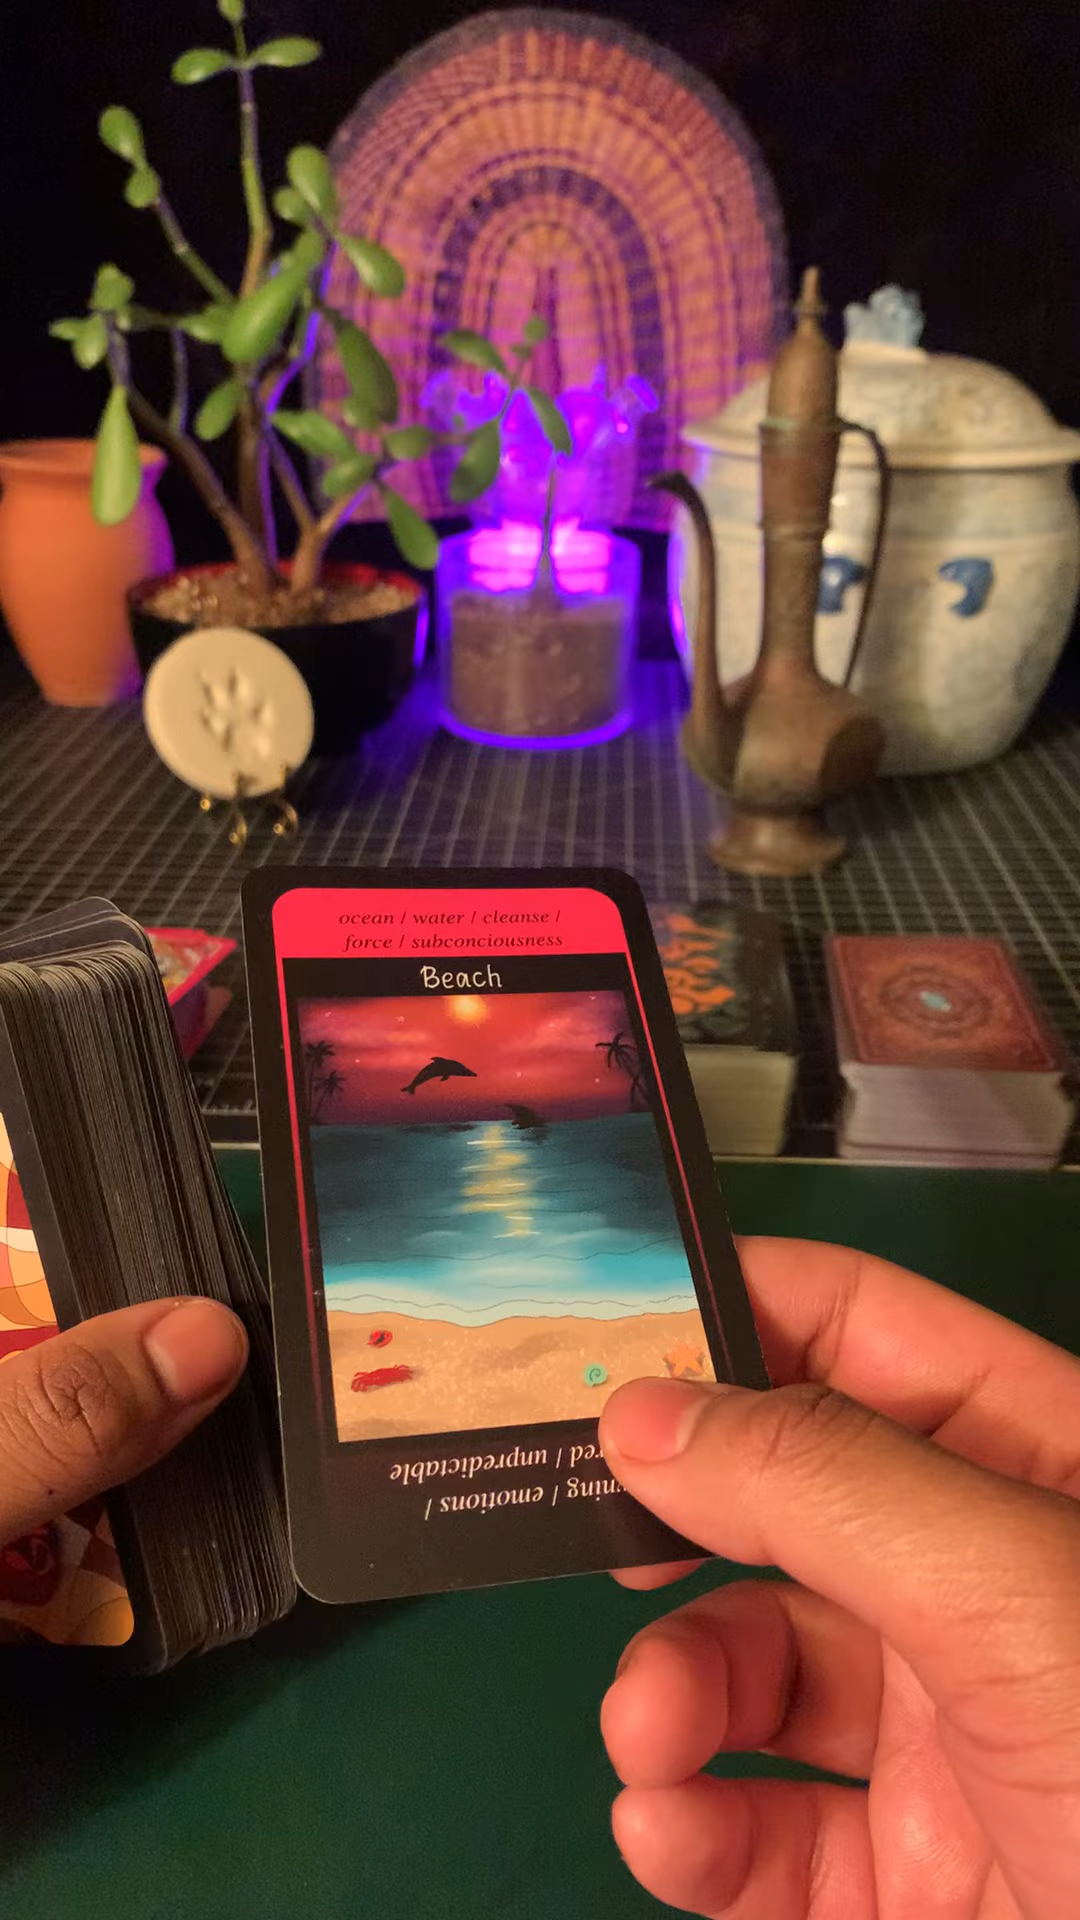 ocean / water / cleanse /
force / subconciousness
Beach
emotions /
unpredictable